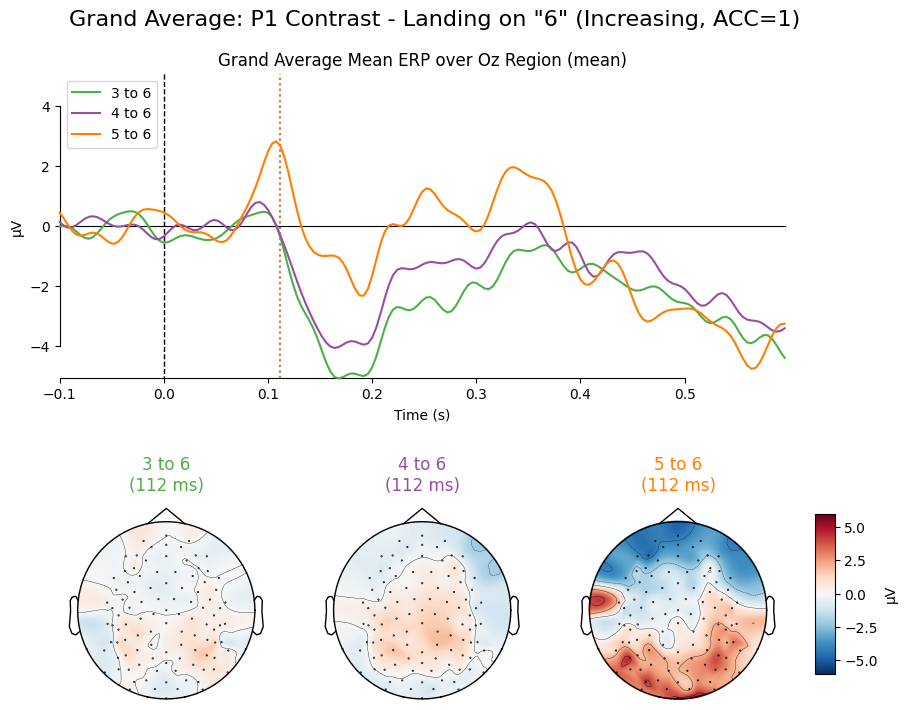 Grand Average: P1 Contrast - Landing on "6" (Increasing, ACC=1)
Grand Average Mean ERP over Oz Region (mean)
3 to 6
4 to 6
5 to 6
µV
4
2
0
−2
−4
−0.1
0.0
0.1
0.2
0.3
0.4
0.5
Time (s)
3 to 6
(112 ms)
4 to 6
(112 ms)
5 to 6
(112 ms)
5.0
2.5
0.0
−2.5
−5.0
µV